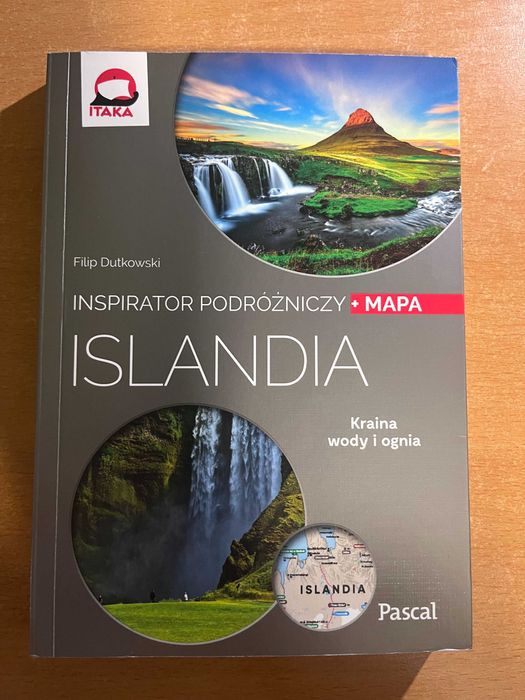 ITAKA
Filip Dutkowski
INSPIRATOR PODRÓŻNICZY + MAPA
ISLANDIA
Kraina
wody i ognia
ISLANDIA
Pascal